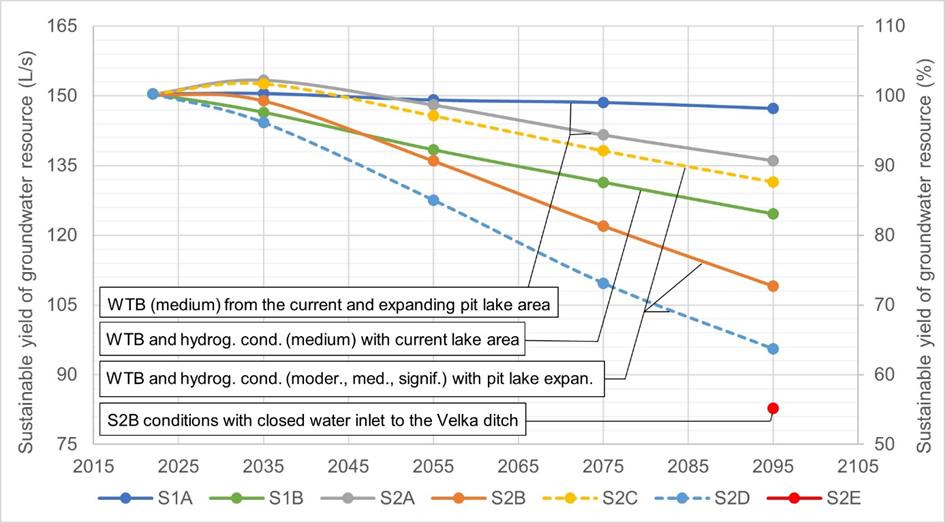 165
150
135
120
105
90
75
Sustainable yield of groundwater resource (L/s)
110
100
90
80
70
60
50
Sustainable yield of groundwater resource (%)
WTB (medium) from the current and expanding pit lake area
WTB and hydrog. cond. (medium) with current lake area
WTB and hydrog. cond. (moder., med., signif.) with pit lake expan.
S2B conditions with closed water inlet to the Velka ditch
2015 2025 2035 2045 2055 2065 2075 2085 2095 2105
S1A S1B S2A S2B S2C S2D S2E